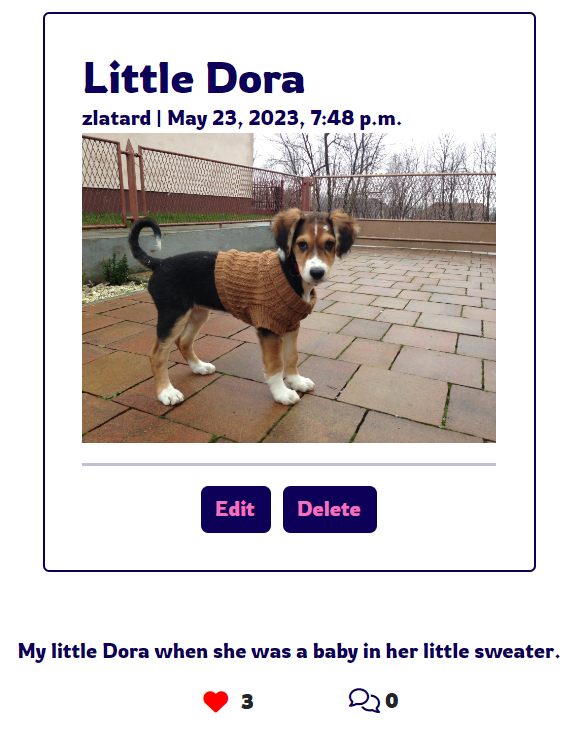 Little Dora
zlatard | May 23, 2023, 7:48 p.m.
Edit Delete
My little Dora when she was a baby in her little sweater.
3 0